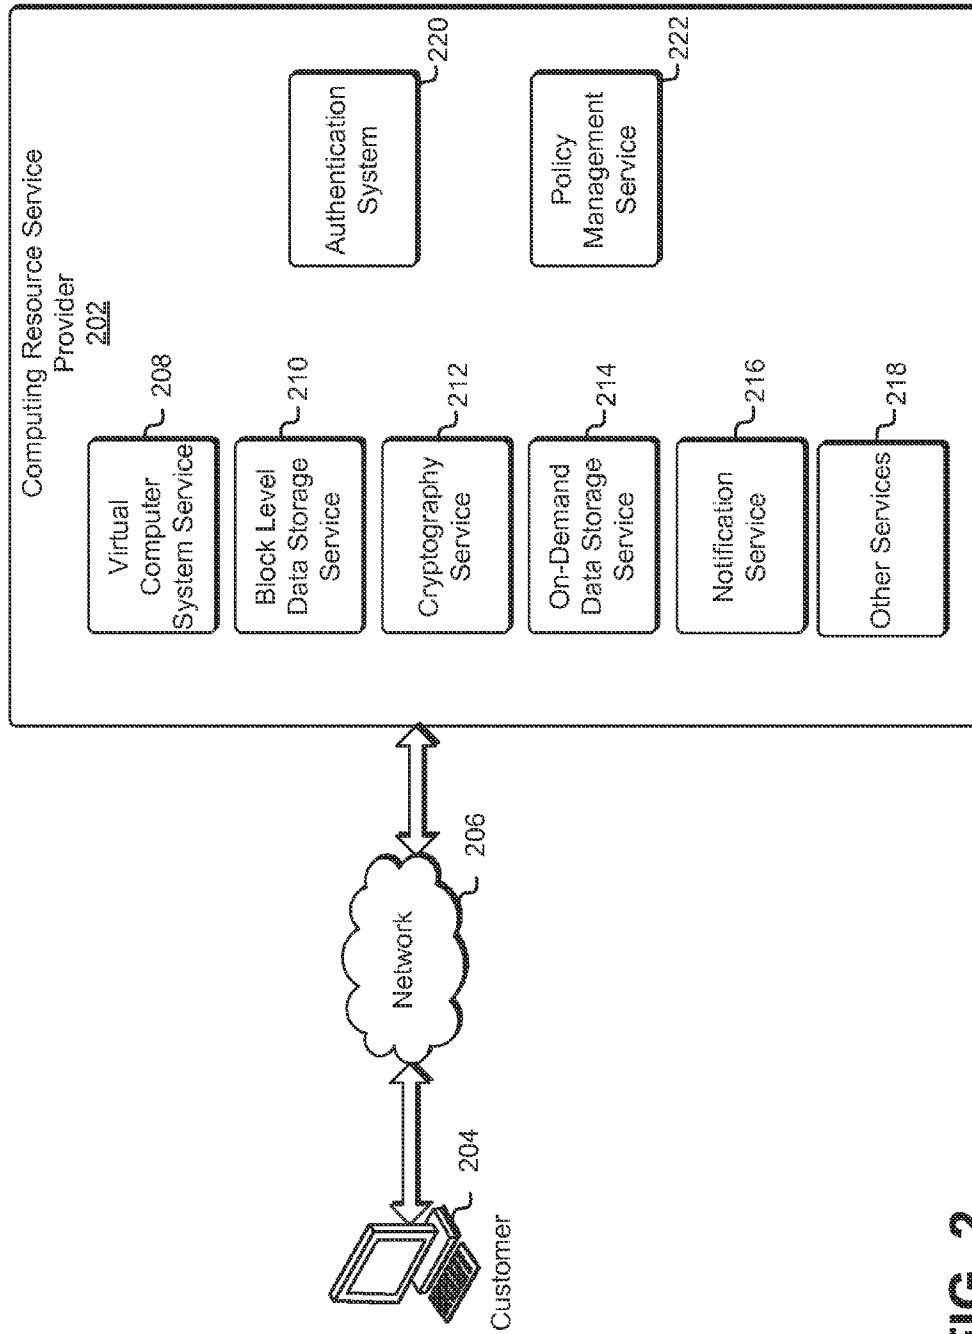 Computing Resource Service
Provider
202
Virtual
Computer
System Service
208
Block Level
Data Storage
Service
210
Cryptography
Service
212
On-Demand
Data Storage
Service
214
Notification
Service
216
Other Services
218
Authentication
System
220
Policy
Management
Service
222
Network
206
204
Customer
FIG. 2